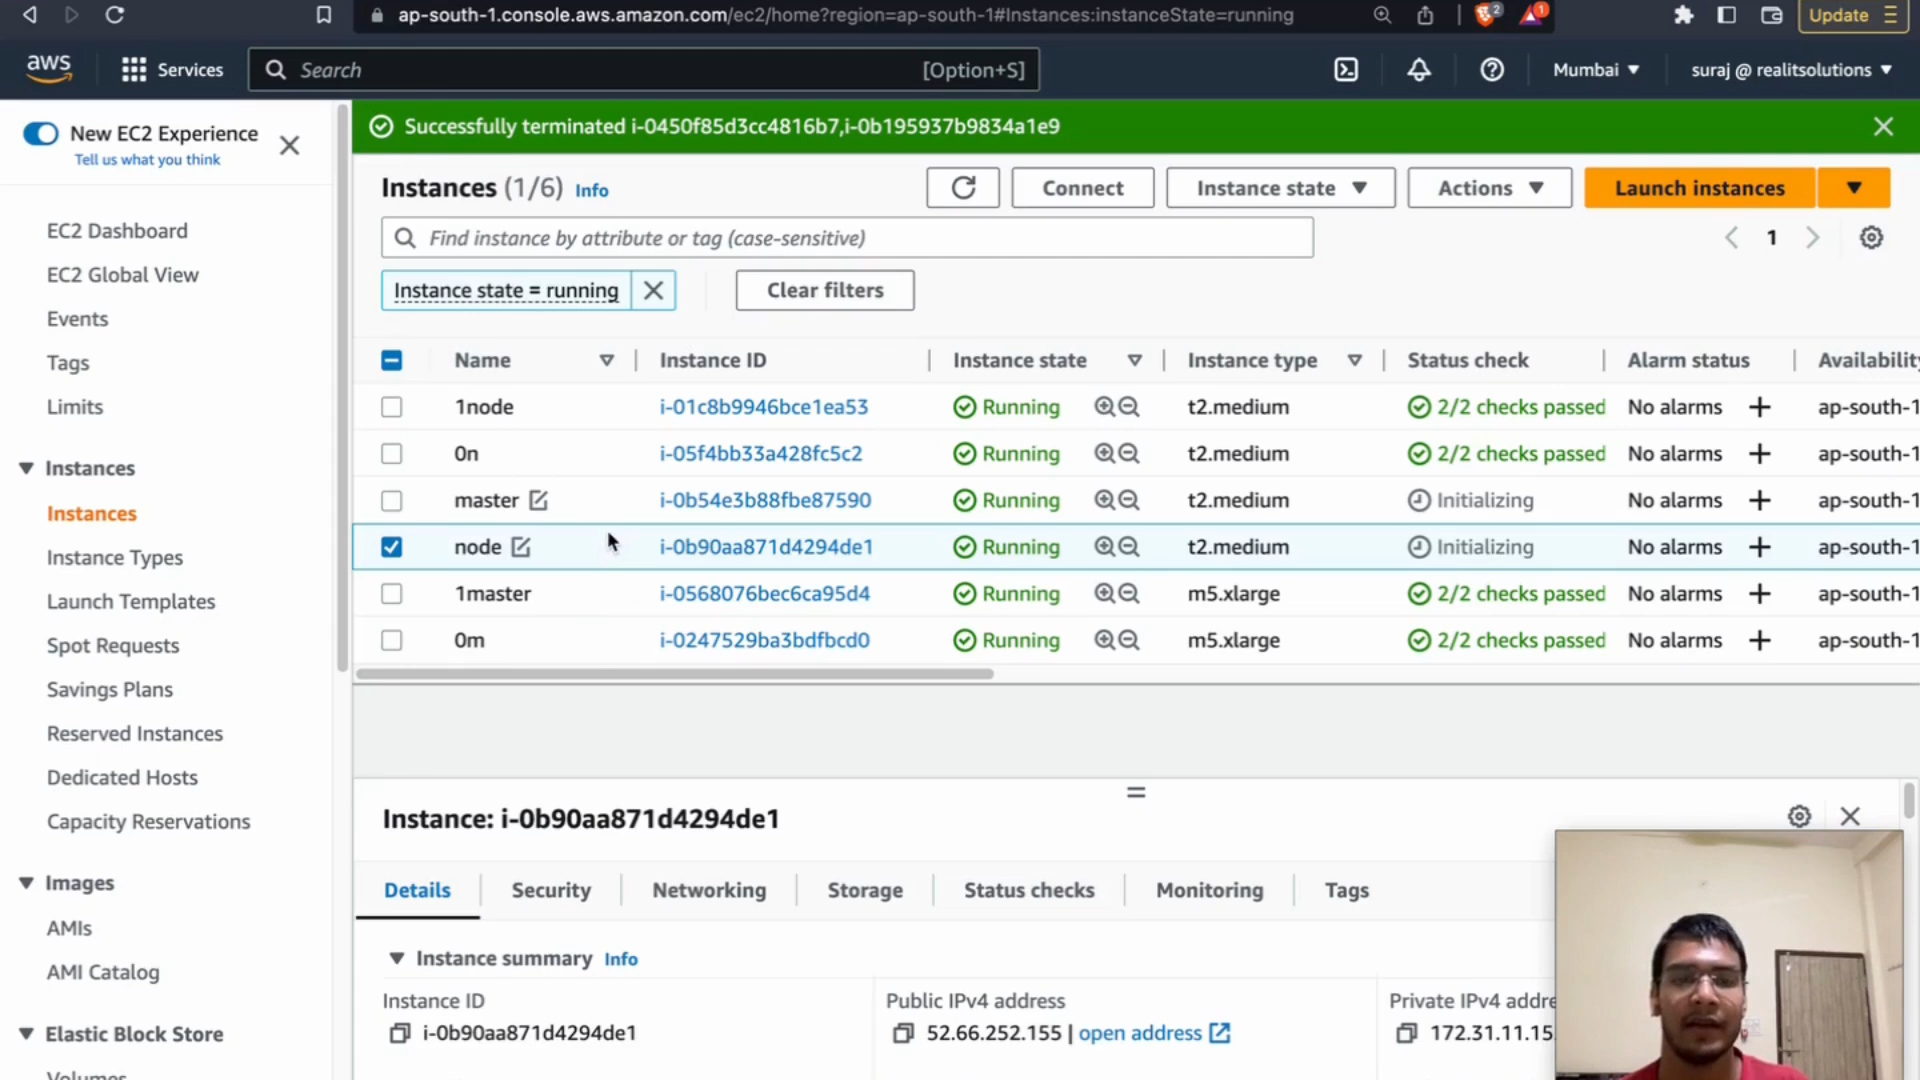 ap-south-1.console.aws.amazon.com/ec2/home?region=ap-south-1#Instances:instanceState=running
2
1
Update
aws
Services
Search
[Option+S]
Mumbai
suraj @ realitsolutions
New EC2 Experience
Tell us what you think
Successfully terminated i-0450f85d3cc4816b7,i-0b195937b9834a1e9
Instances (1/6) Info
Connect
Instance state
Actions
Launch instances
Find instance by attribute or tag (case-sensitive)
1
Instance state = running
Clear filters
Name Instance ID Instance state Instance type Status check Alarm status Availability
1node i-01c8b9946bce1ea53 Running t2.medium 2/2 checks passed No alarms ap-south-1
0n i-05f4bb33a428fc5c2 Running t2.medium 2/2 checks passed No alarms ap-south-1
master i-0b54e3b88fbe87590 Running t2.medium Initializing No alarms ap-south-1
node i-0b90aa871d4294de1 Running t2.medium Initializing No alarms ap-south-1
1master i-0568076bec6ca95d4 Running m5.xlarge 2/2 checks passed No alarms ap-south-1
0m i-0247529ba3bdfbcd0 Running m5.xlarge 2/2 checks passed No alarms ap-south-1
EC2 Dashboard
EC2 Global View
Events
Tags
Limits
Instances
Instances
Instance Types
Launch Templates
Spot Requests
Savings Plans
Reserved Instances
Dedicated Hosts
Capacity Reservations
Images
AMIs
AMI Catalog
Elastic Block Store
Volumes
Instance: i-0b90aa871d4294de1
Details Security Networking Storage Status checks Monitoring Tags
Instance summary Info
Instance ID
i-0b90aa871d4294de1
Public IPv4 address
52.66.252.155 | open address
Private IPv4 addre
172.31.11.15